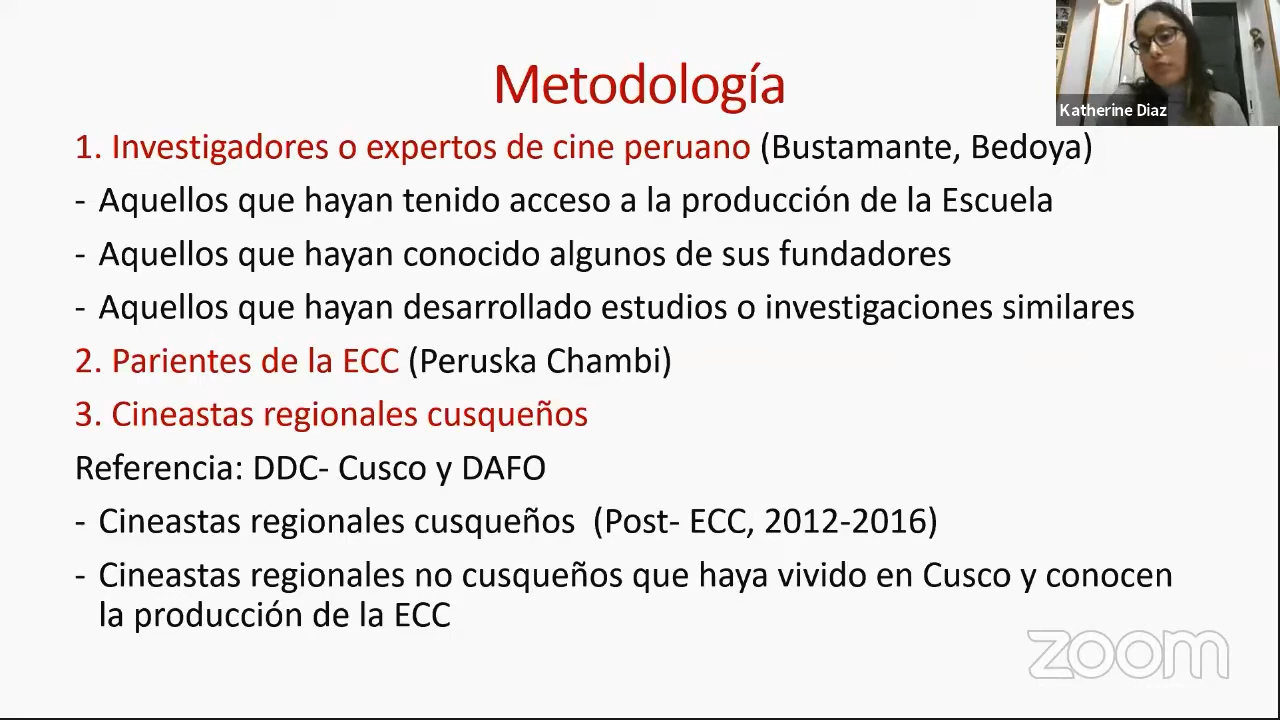 Metodología
Katherine Diaz
1. Investigadores o expertos de cine peruano (Bustamante, Bedoya)
- Aquellos que hayan tenido acceso a la producción de la Escuela
- Aquellos que hayan conocido algunos de sus fundadores
- Aquellos que hayan desarrollado estudios o investigaciones similares
2. Parientes de la ECC (Peruska Chambi)
3. Cineastas regionales cusqueños
Referencia: DDC- Cusco y DAFO
- Cineastas regionales cusqueños  (Post- ECC, 2012-2016)
- Cineastas regionales no cusqueños que haya vivido en Cusco y conocen
la producción de la ECC
zoom